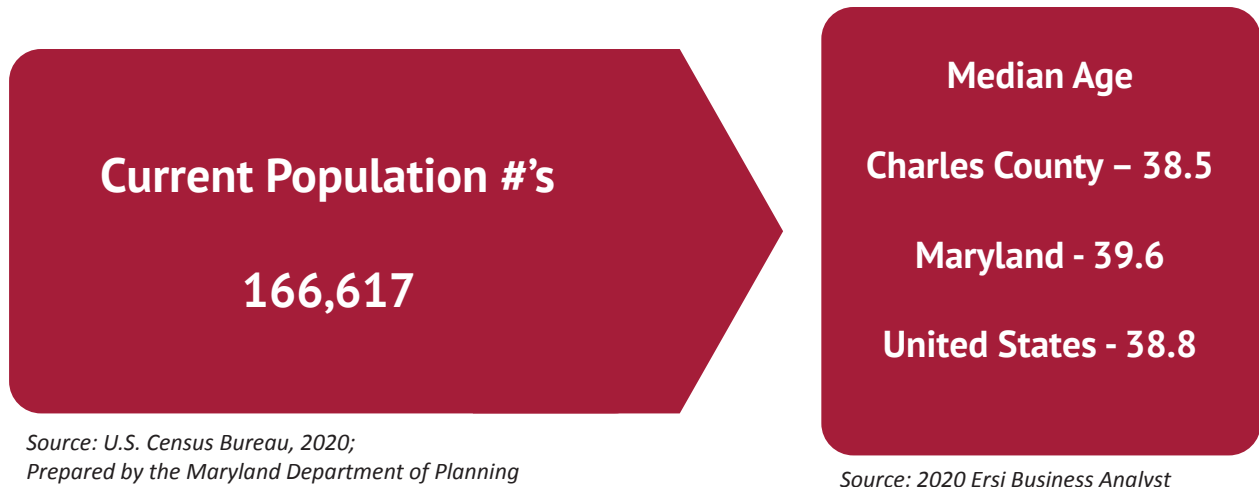 Current Population #'s
166,617
Source: U.S. Census Bureau, 2020;
Prepared by the Maryland Department of Planning
Median Age
Charles County – 38.5
Maryland - 39.6
United States - 38.8
Source: 2020 Ersi Business Analyst